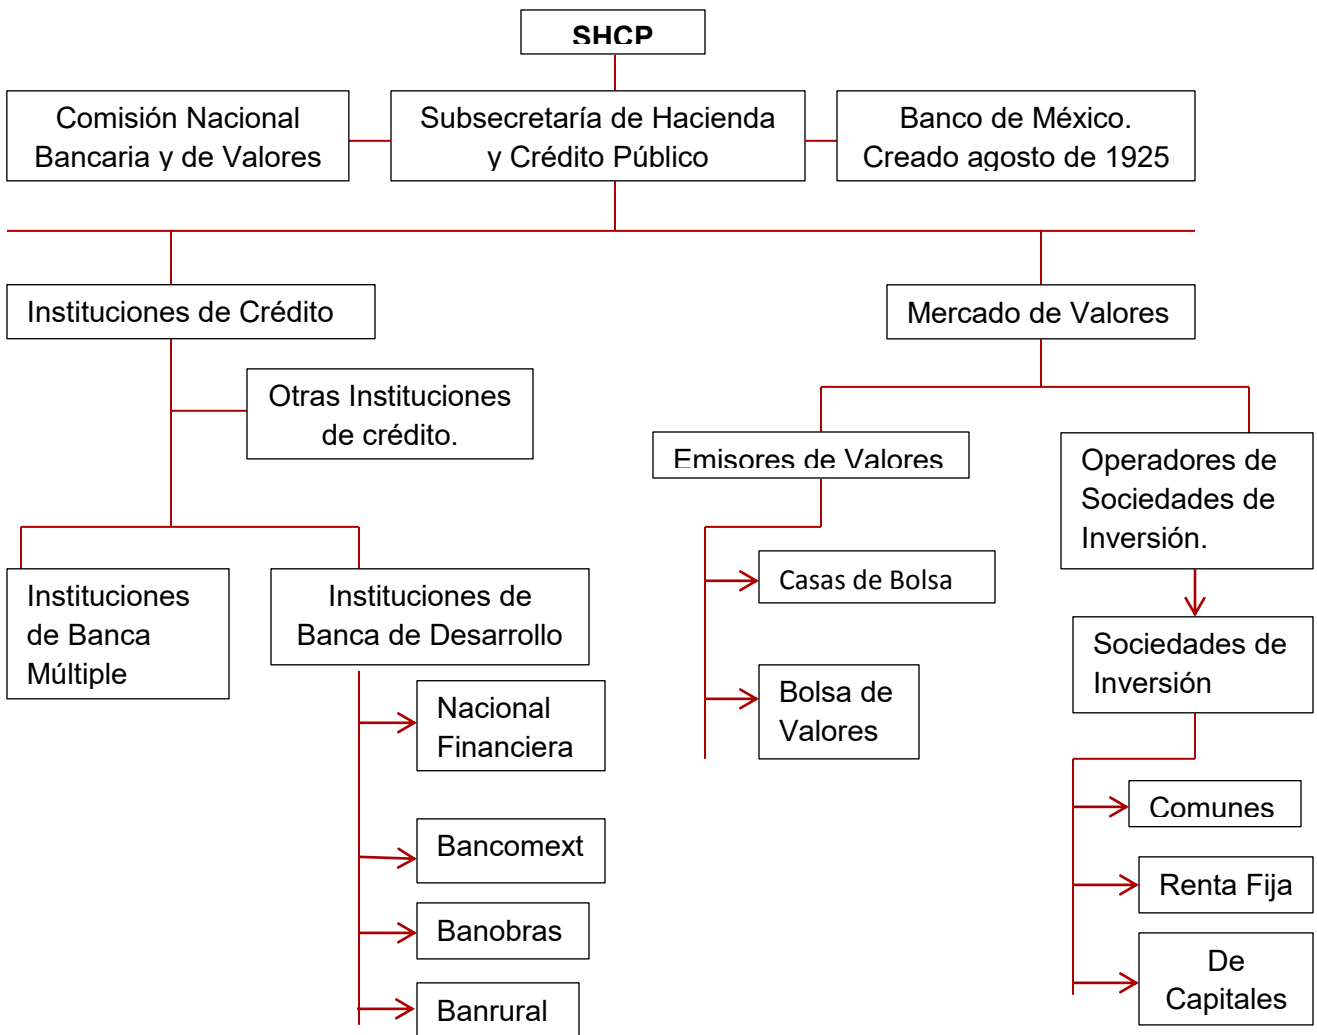 SHCP
Comisión Nacional
Bancaria y de Valores
Subsecretaría de Hacienda
y Crédito Público
Banco de México.
Creado agosto de 1925
Instituciones de Crédito
Mercado de Valores
Otras Instituciones
de crédito.
Emisores de Valores
Operadores de
Sociedades de
Inversión.
Instituciones
de Banca
Múltiple
Instituciones de
Banca de Desarrollo
Casas de Bolsa
Sociedades de
Inversión
Nacional
Financiera
Bolsa de
Valores
Comunes
Bancomext
Renta Fija
Banobras
De
Capitales
Banrural